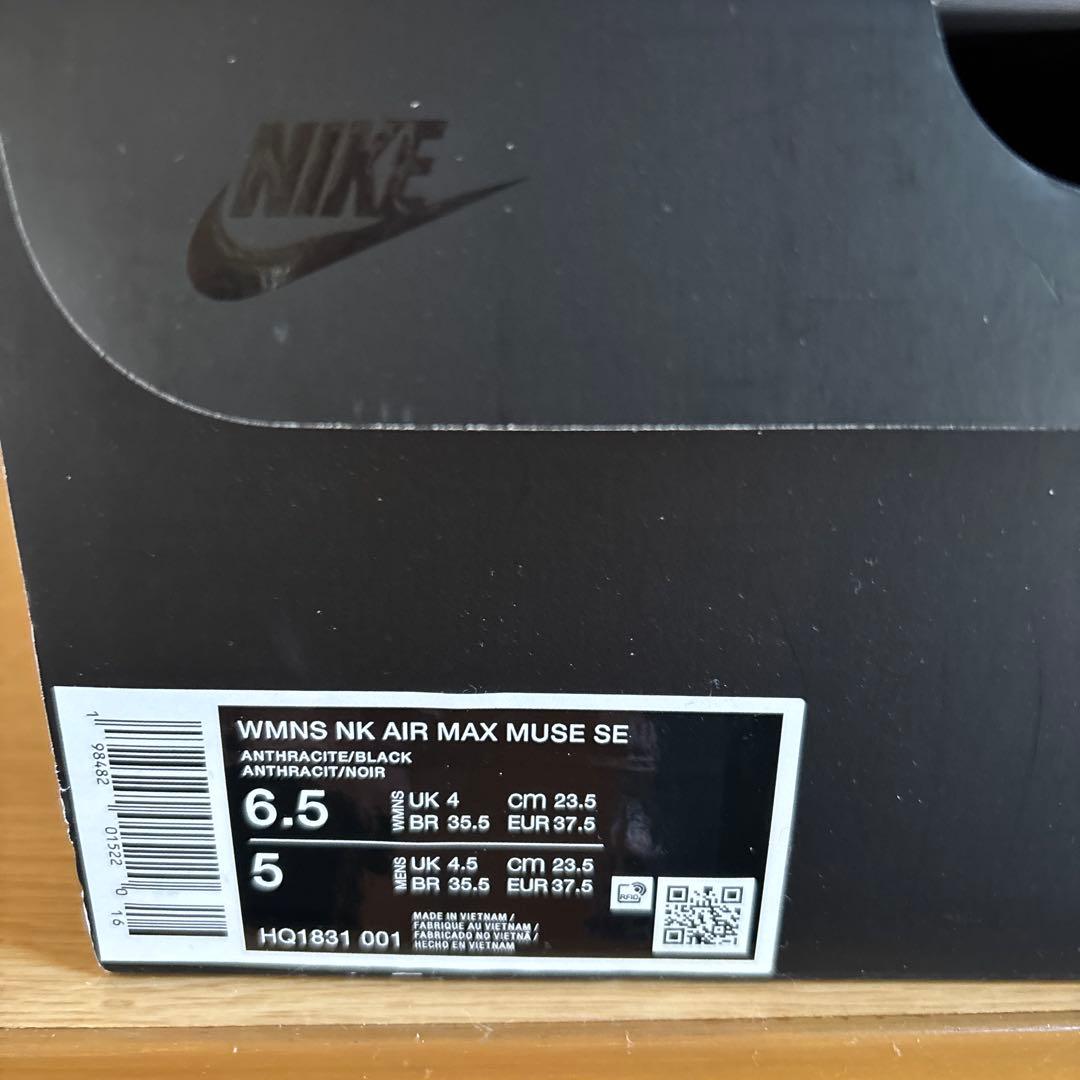 NIKE
WMNS NK AIR MAX MUSE SE
ANTHRACITE/BLACK
ANTHRACIT/NOIR
6.5 WMNS UK 4 cm 23.5
BR 35.5 EUR 37.5
5 MENS UK 4.5 cm 23.5
BR 35.5 EUR 37.5
HQ1831 001
MADE IN VIETNAM /
FABRIQUE AU VIETNAM /
FABRICADO NO VIETNÃ /
HECHO EN VIETNAM
RFID
1 98482 01522 0 16